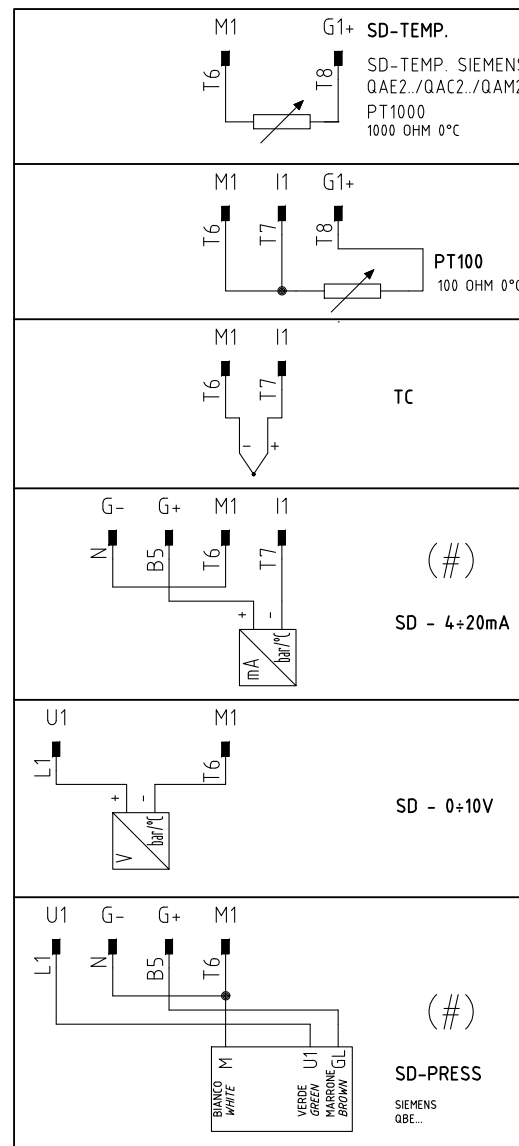 M1 G1+ SD-TEMP.
T6 T8
SD-TEMP. SIEMENS
QAE2../QAC2../QAM2
PT1000
1000 OHM 0°C
M1 I1 G1+
T6 T7 T8
PT100
100 OHM 0°C
M1 I1
T6 T7
TC
- +
G- G+ M1 I1
N B5 T6 T7
(#)
+ -
mA bar/°C
SD - 4÷20mA
U1 M1
L1 T6
+ -
V bar/°C
SD - 0÷10V
U1 G- G+ M1
L1 N B5 T6
(#)
M U1 GL
BIANCO
WHITE
VERDE
GREEN
MARRONE
BROWN
SD-PRESS
SIEMENS
QBE...